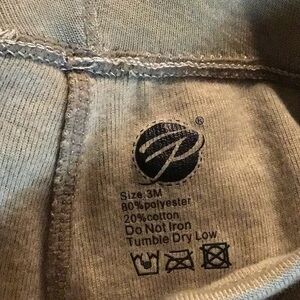 P ®
Size 3M
80%polyester
20%cotton
Do Not Iron
Tumble Dry Low